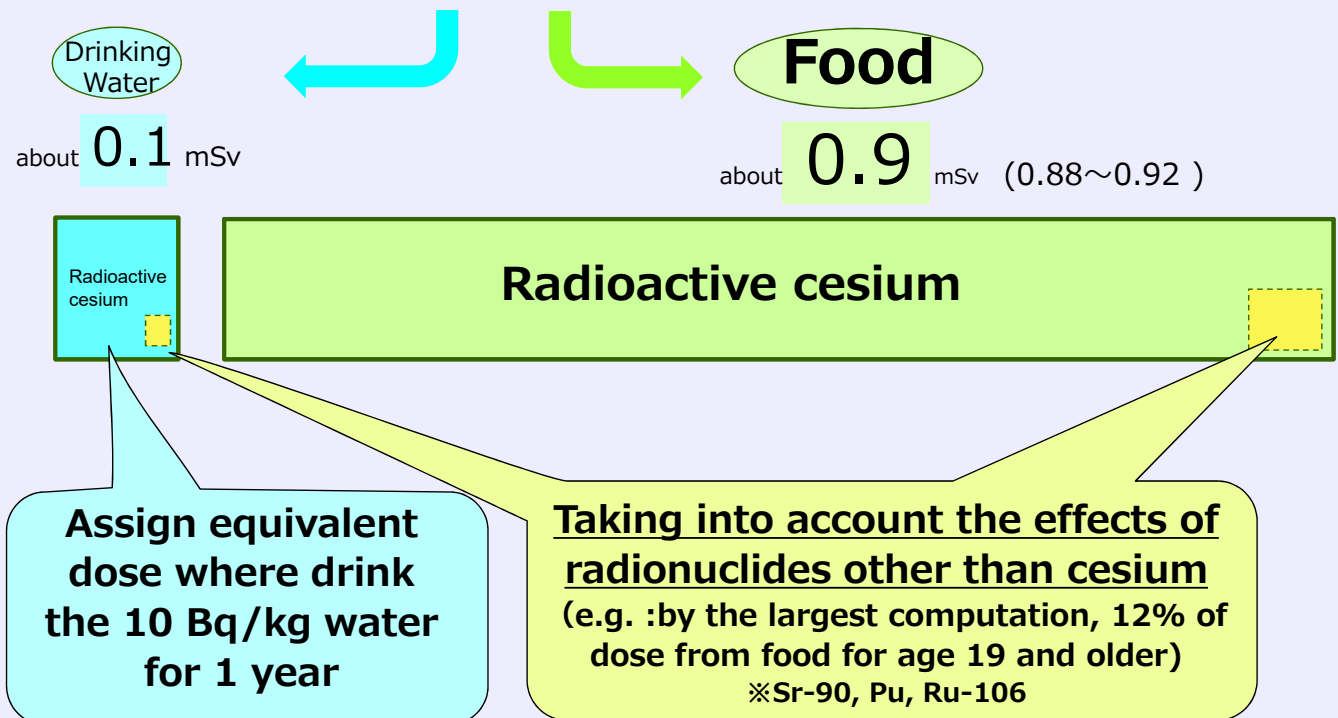 Drinking
Water
Food
about 0.1 mSv
about 0.9 mSv (0.88～0.92 )
Radioactive
cesium
Radioactive cesium
Assign equivalent
dose where drink
the 10 Bq/kg water
for 1 year
Taking into account the effects of
radionuclides other than cesium
（e.g. :by the largest computation, 12% of
dose from food for age 19 and older)
※Sr-90, Pu, Ru-106